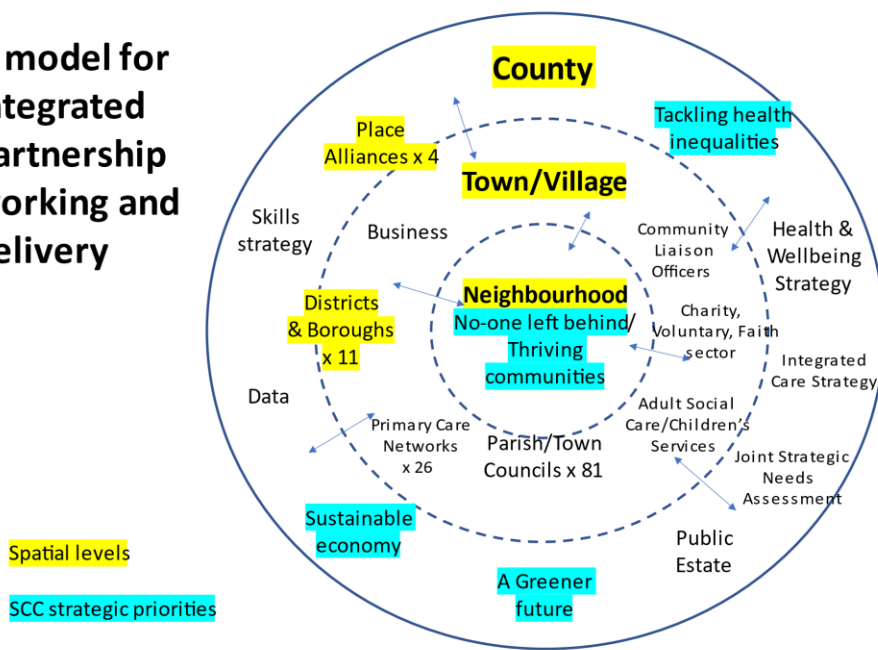 model for
ntegrated
artnership
orking and
elivery
County
Place
Alliances x 4
Tackling health
inequalities
Town/Village
Skills
strategy
Business
Community
Liaison
Officers
Health &
Wellbeing
Strategy
Neighbourhood
No-one left behind/
Thriving
communities
Districts
& Boroughs
x 11
Charity,
Voluntary, Faith
sector
Integrated
Care Strategy
Data
Primary Care
Networks
x 26
Parish/Town
Councils x 81
Adult Social
Care/Children's
Services
Joint Strategic
Needs
Assessment
Sustainable
economy
Public
Estate
A Greener
future
Spatial levels
SCC strategic priorities